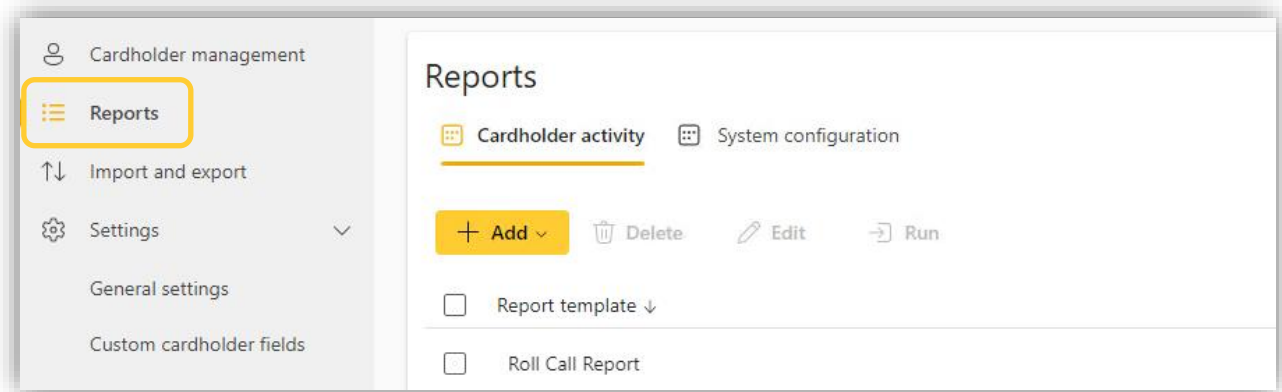 Cardholder management
Reports
Import and export
Settings
General settings
Custom cardholder fields
Reports
Cardholder activity System configuration
Add Delete Edit Run
Report template
Roll Call Report